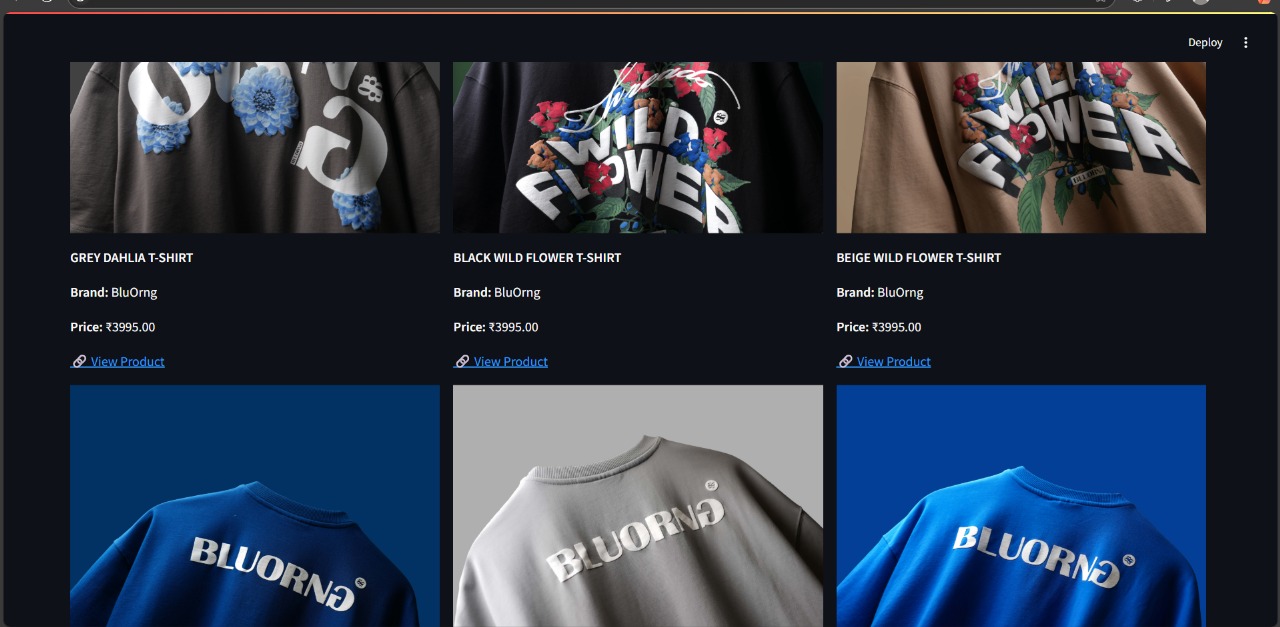 Deploy
WILD
FLOWER
WILD
FLOWER
BLUORNG
GREY DAHLIA T-SHIRT
BLACK WILD FLOWER T-SHIRT
BEIGE WILD FLOWER T-SHIRT
Brand: BluOrng
Brand: BluOrng
Brand: BluOrng
Price: ₹3995.00
Price: ₹3995.00
Price: ₹3995.00
View Product
View Product
View Product
BLUORNG
BLUORNG
BLUORNG